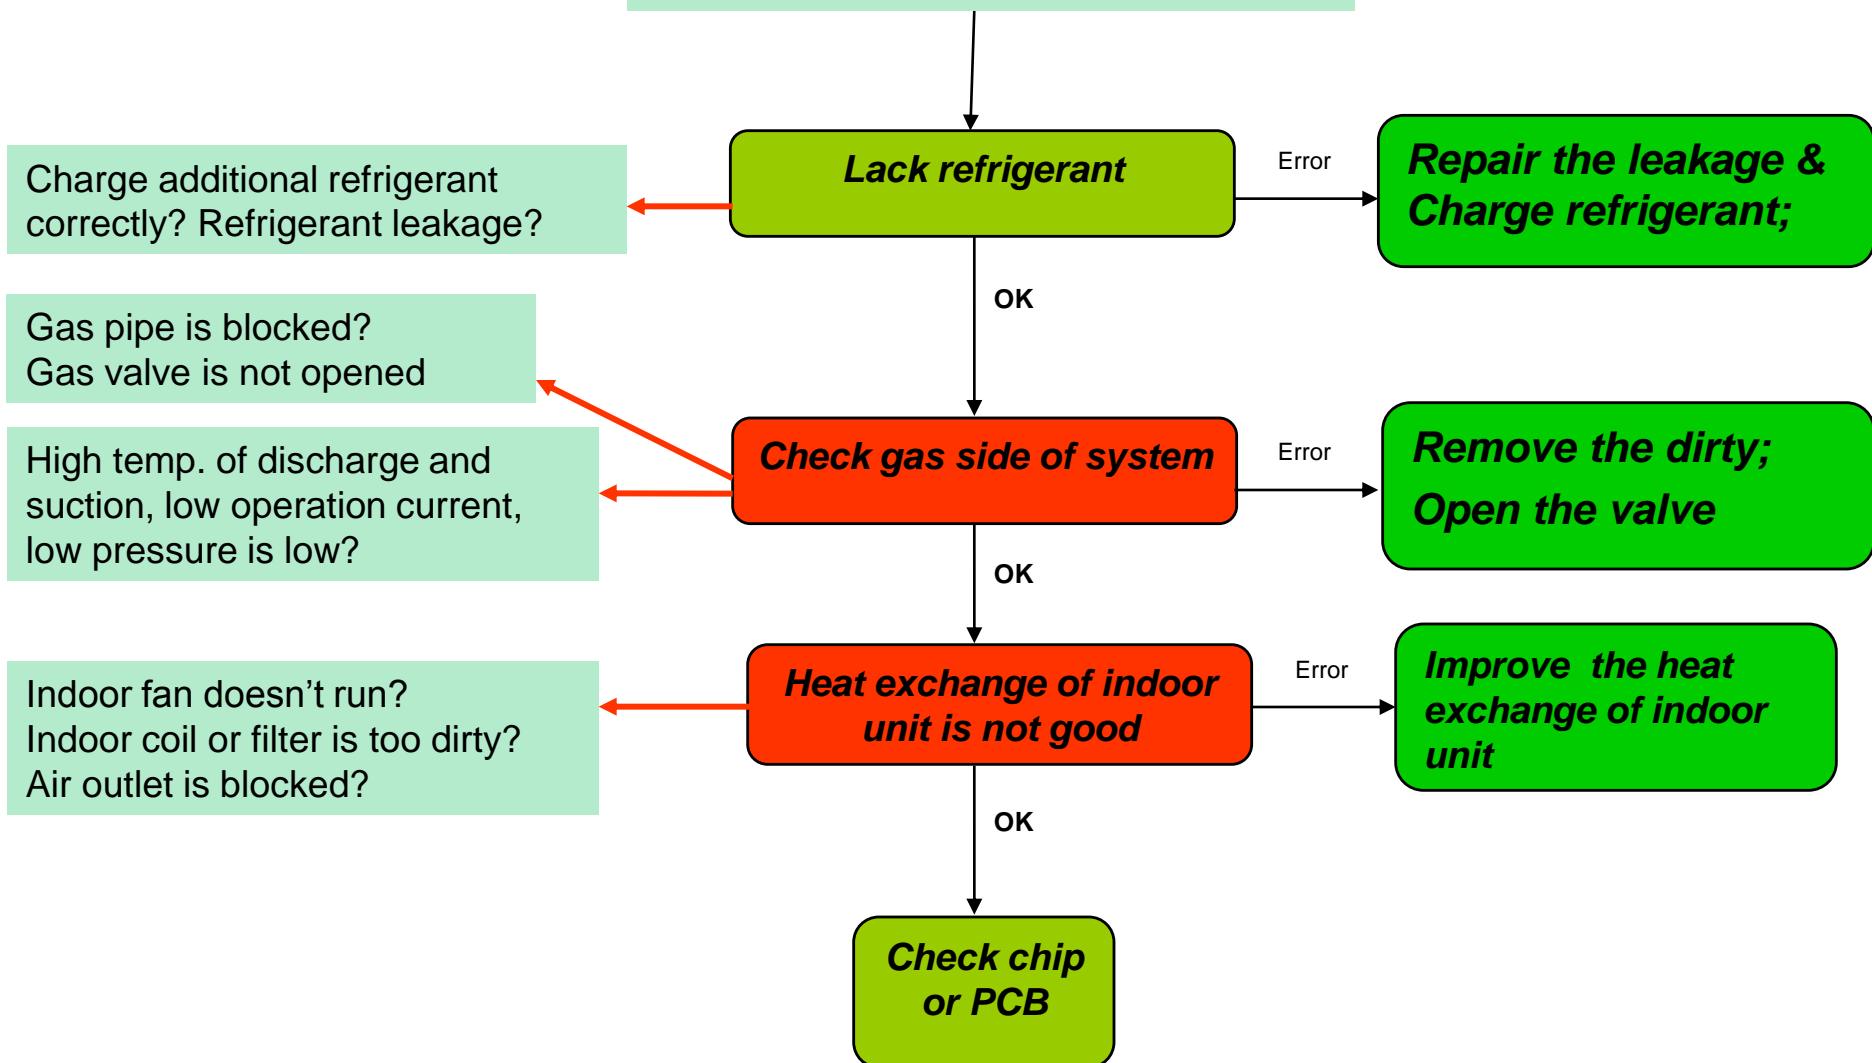 Lack refrigerant
Error
Repair the leakage &
Charge refrigerant;
Charge additional refrigerant
correctly? Refrigerant leakage?
OK
Gas pipe is blocked?
Gas valve is not opened
Check gas side of system
Error
Remove the dirty;
Open the valve
High temp. of discharge and
suction, low operation current,
low pressure is low?
OK
Heat exchange of indoor
unit is not good
Error
Improve  the heat
exchange of indoor
unit
Indoor fan doesn’t run?
Indoor coil or filter is too dirty?
Air outlet is blocked?
OK
Check chip
or PCB